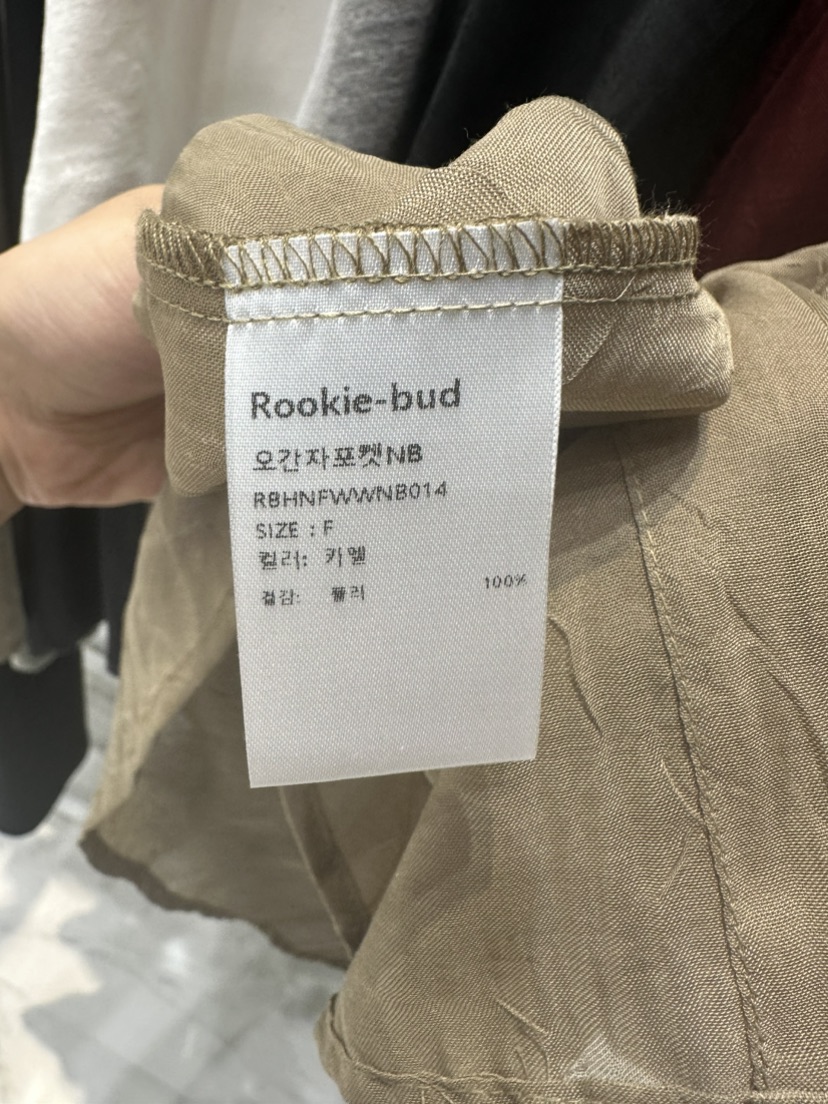 Rookie-bud
오간자포켓NB
RBHNFWWNB014
SIZE : F
컬러: 카멜
겉감: 폴리 100%